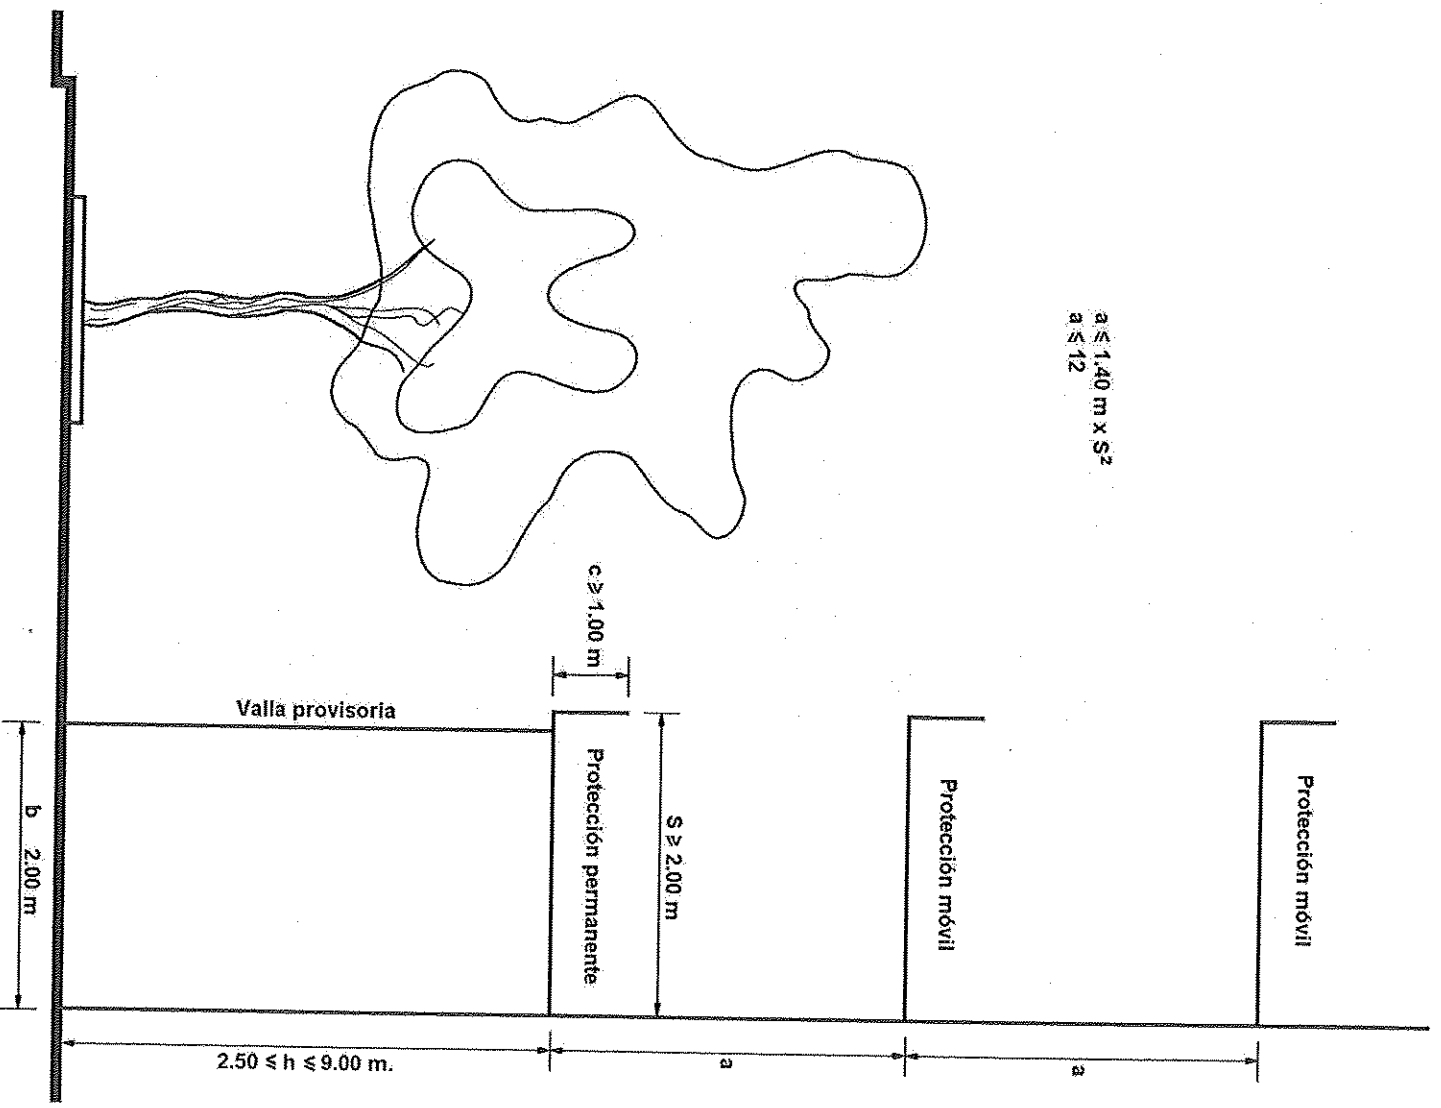 a ≤ 1.40 m x S²
a ≤ 12
c ≥ 1.00 m
Valla provisoria
Protección permanente
S ≥ 2.00 m
Protección móvil
Protección móvil
b 2.00 m
2.50 ≤ h ≤ 9.00 m.
a
a